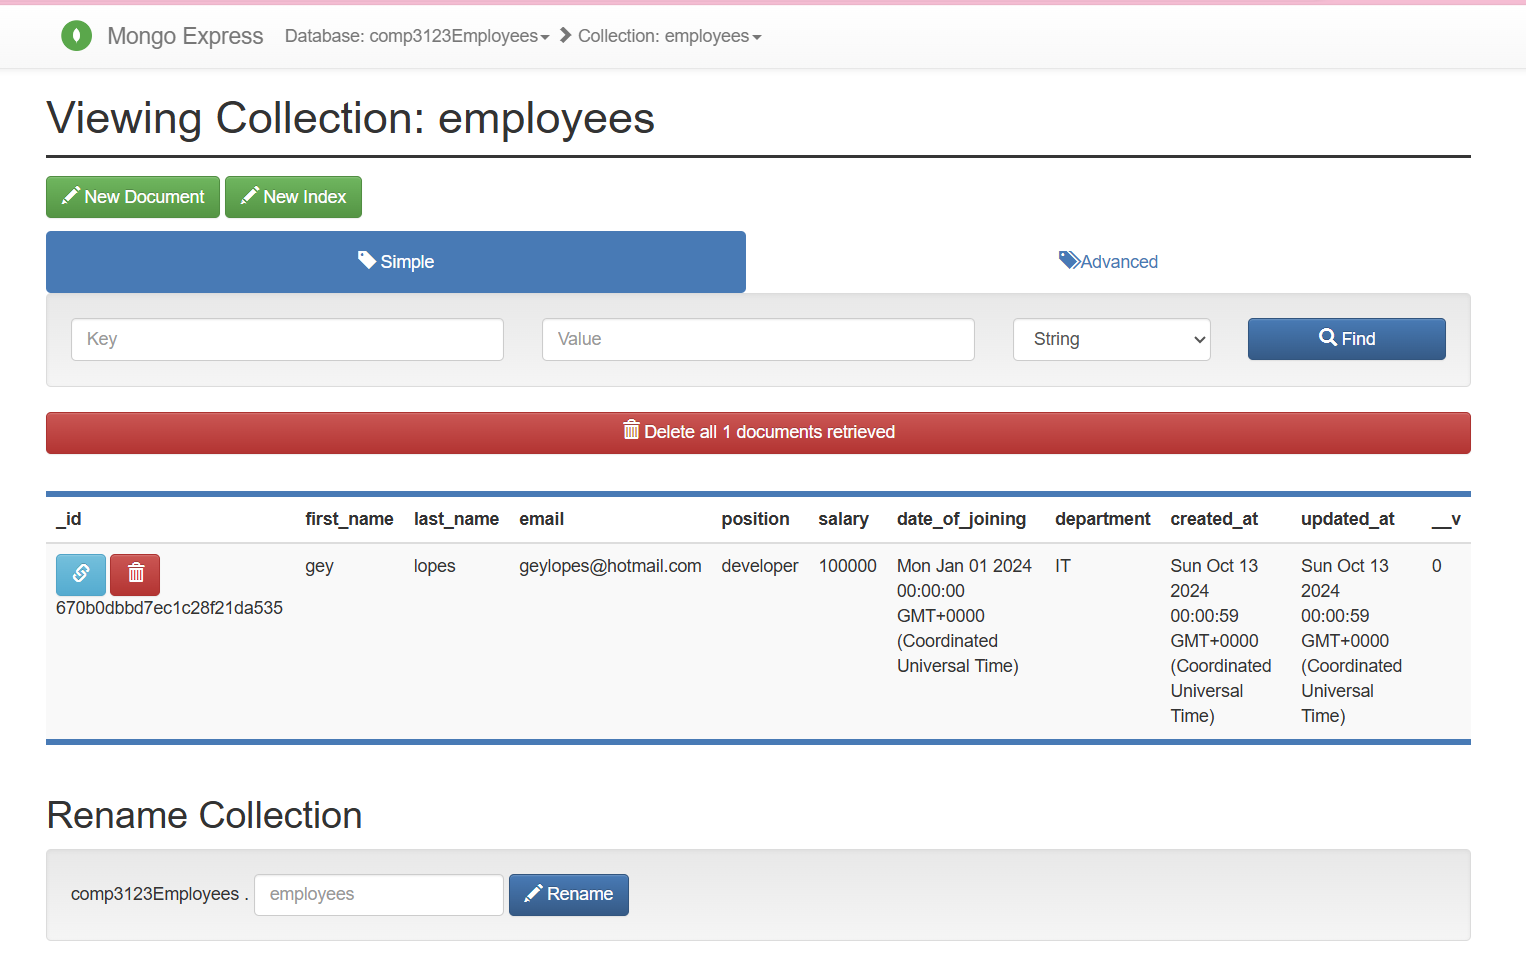 Mongo Express Database: comp3123Employees Collection: employees
Viewing Collection: employees
New Document New Index
Simple Advanced
Key Value String Find
Delete all 1 documents retrieved
_id first_name last_name email position salary date_of_joining department created_at updated_at __v
670b0dbbd7ec1c28f21da535 gey lopes geylopes@hotmail.com developer 100000 Mon Jan 01 2024 00:00:00 GMT+0000 (Coordinated Universal Time) IT Sun Oct 13 2024 00:00:59 GMT+0000 (Coordinated Universal Time) Sun Oct 13 2024 00:00:59 GMT+0000 (Coordinated Universal Time) 0
Rename Collection
comp3123Employees . employees Rename